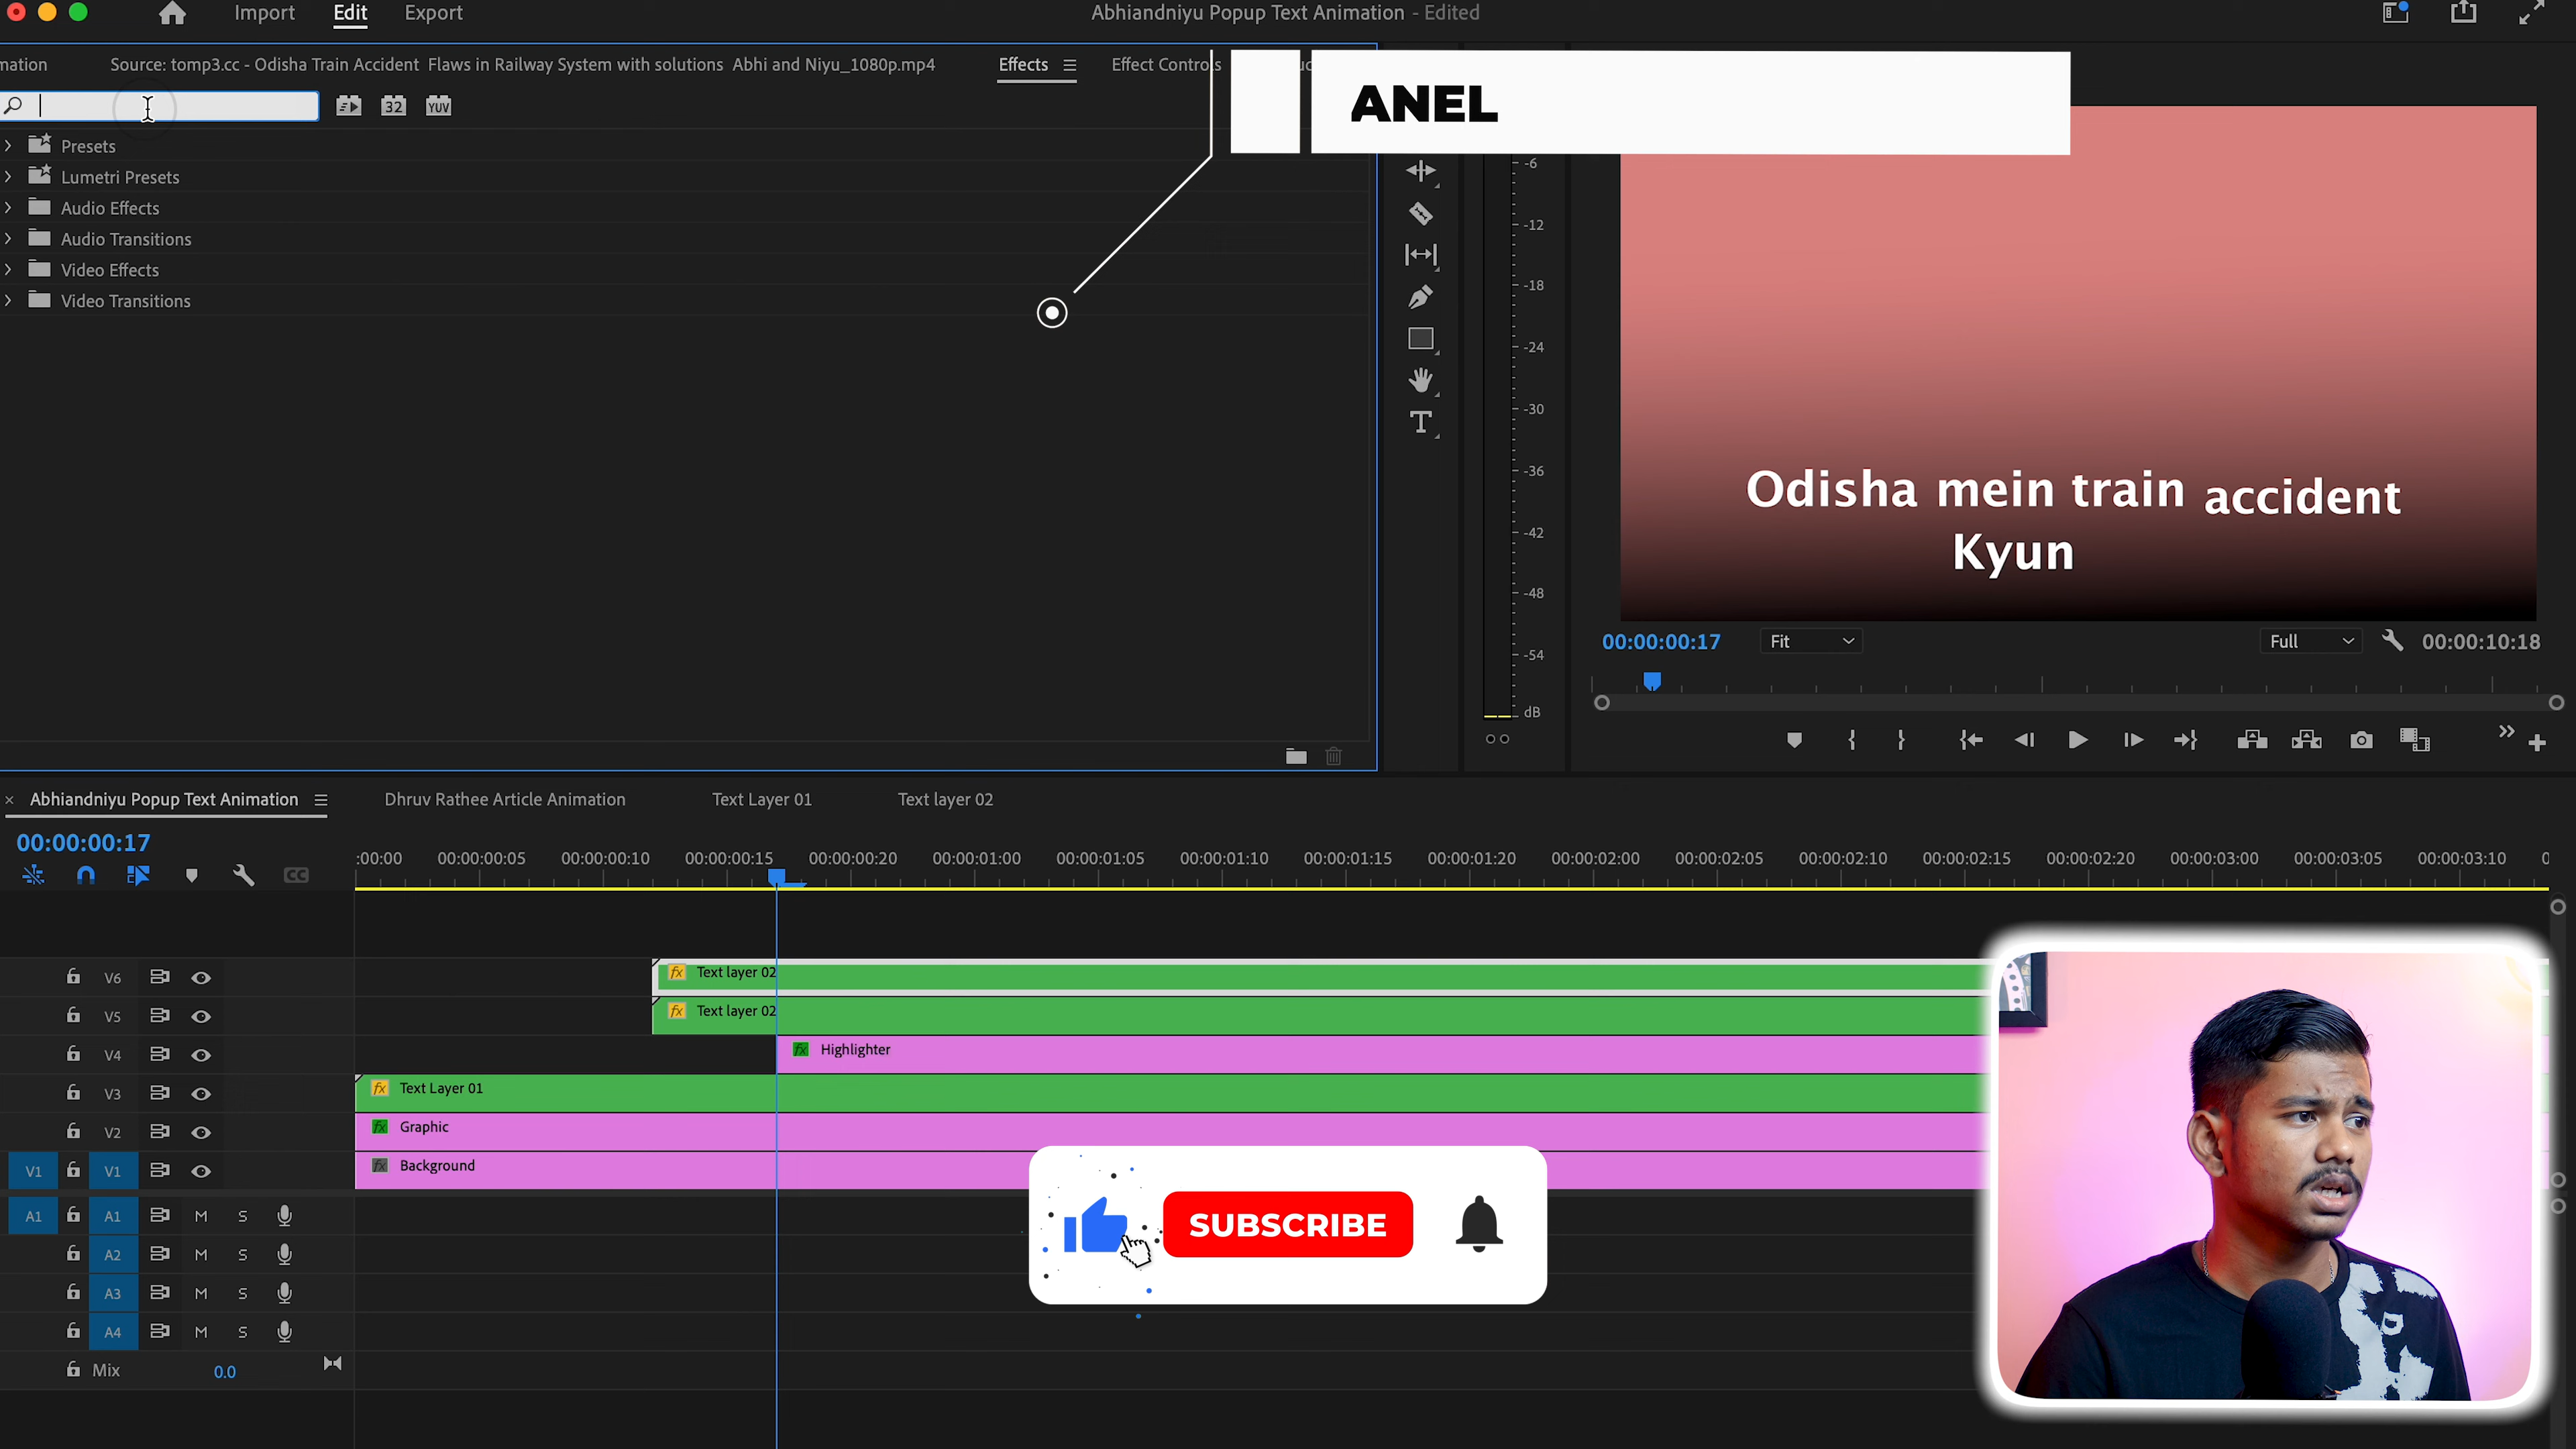 Import Edit Export
Abhiandniyu Popup Text Animation - Edited
mation
Source: tomp3.cc - Odisha Train Accident Flaws in Railway System with solutions Abhi and Niyu_1080p.mp4
Effects
Effect Controls
ANEL
32 YUV
Presets
Lumetri Presets
Audio Effects
Audio Transitions
Video Effects
Video Transitions
T
-6
-12
-18
-24
-30
-36
-42
-48
-54
dB
Odisha mein train accident
Kyun
00:00:00:17
Fit
Full
00:00:10:18
Abhiandniyu Popup Text Animation
Dhruv Rathee Article Animation
Text Layer 01
Text layer 02
00:00:00:17
CC
:00:00 00:00:00:05 00:00:00:10 00:00:00:15 00:00:00:20 00:00:01:00 00:00:01:05 00:00:01:10 00:00:01:15 00:00:01:20 00:00:02:00 00:00:02:05 00:00:02:10 00:00:02:15 00:00:02:20 00:00:03:00 00:00:03:05 00:00:03:10
V6 fx Text layer 02
V5 fx Text layer 02
V4 fx Highlighter
V3 fx Text Layer 01
V2 fx Graphic
V1 V1 fx Background
A1 A1 M S
A2 M S
A3 M S
A4 M S
Mix 0.0
SUBSCRIBE